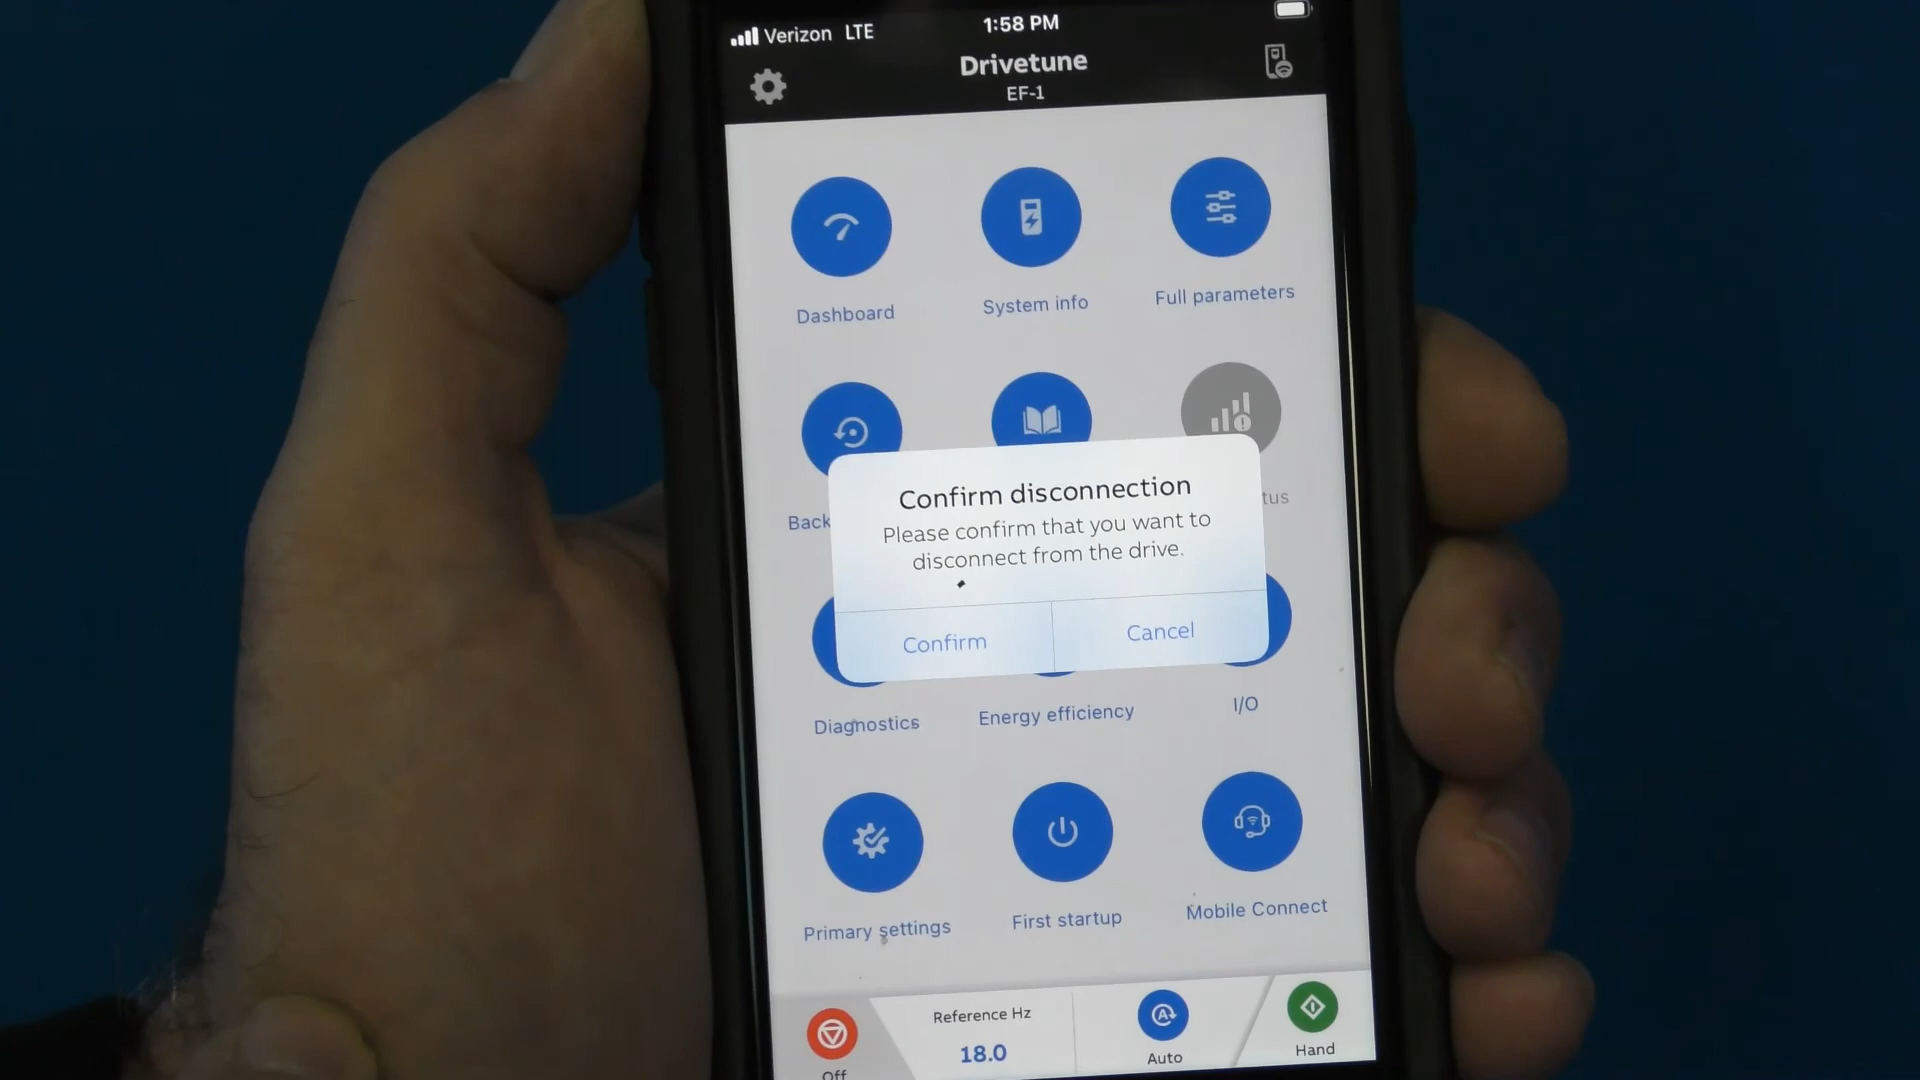 Verizon LTE
1:58 PM
Drivetune
EF-1
Dashboard
System info
Full parameters
Back
tus
Confirm disconnection
Please confirm that you want to
disconnect from the drive.
Confirm
Cancel
Diagnostics
Energy efficiency
I/O
Primary settings
First startup
Mobile Connect
Off
Reference Hz
18.0
Auto
Hand